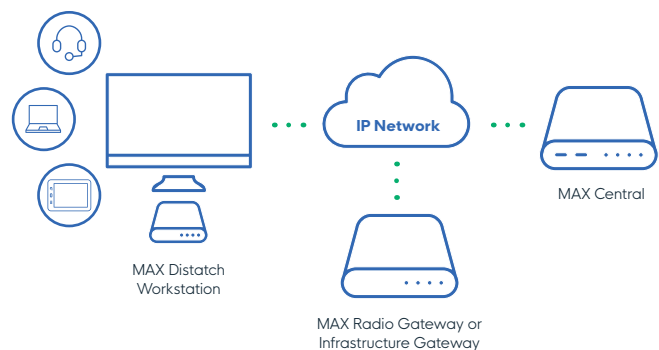 IP Network
MAX Central
MAX Distatch
Workstation
MAX Radio Gateway or
Infrastructure Gateway